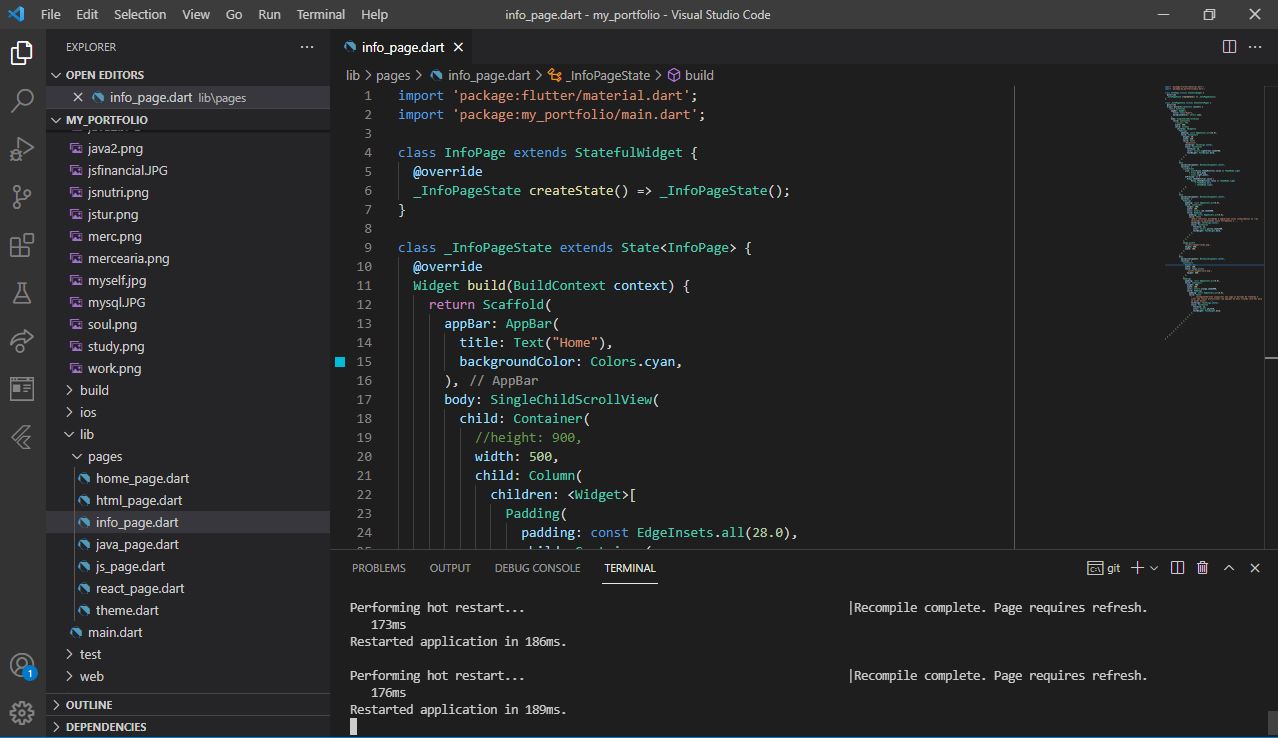 File Edit Selection View Go Run Terminal Help
info_page.dart - my_portfolio - Visual Studio Code
EXPLORER
OPEN EDITORS
info_page.dart lib\pages
MY_PORTFOLIO
java2.png
jsfinancial.JPG
jsnutri.png
jstur.png
merc.png
mercearia.png
myself.jpg
mysql.JPG
soul.png
study.png
work.png
build
ios
lib
pages
home_page.dart
html_page.dart
info_page.dart
java_page.dart
js_page.dart
react_page.dart
theme.dart
main.dart
test
web
OUTLINE
DEPENDENCIES
1
info_page.dart
lib > pages > info_page.dart > _InfoPageState > build
1 import 'package:flutter/material.dart';
2 import 'package:my_portfolio/main.dart';
3
4 class InfoPage extends StatefulWidget {
5 @override
6 _InfoPageState createState() => _InfoPageState();
7 }
8
9 class _InfoPageState extends State<InfoPage> {
10 @override
11 Widget build(BuildContext context) {
12 return Scaffold(
13 appBar: AppBar(
14 title: Text("Home"),
15 backgroundColor: Colors.cyan,
16 ), // AppBar
17 body: SingleChildScrollView(
18 child: Container(
19 //height: 900,
20 width: 500,
21 child: Column(
22 children: <Widget>[
23 Padding(
24 padding: const EdgeInsets.all(28.0),
PROBLEMS OUTPUT DEBUG CONSOLE TERMINAL
git
Performing hot restart... |Recompile complete. Page requires refresh.
173ms
Restarted application in 186ms.
Performing hot restart... |Recompile complete. Page requires refresh.
176ms
Restarted application in 189ms.